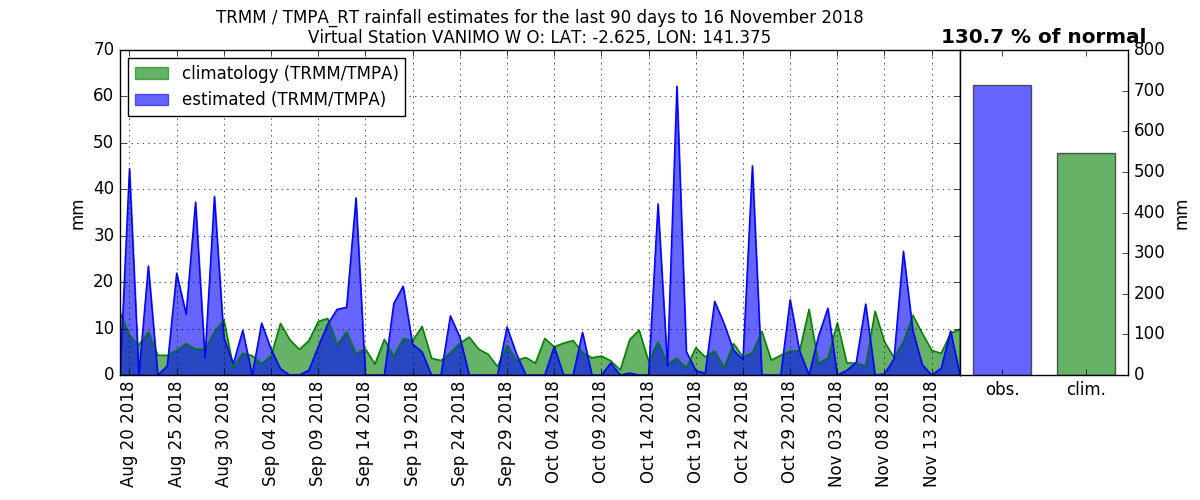 TRMM / TMPA_RT rainfall estimates for the last 90 days to 16 November 2018
Virtual Station VANIMO W O: LAT: -2.625, LON: 141.375
130.7 % of normal
climatology (TRMM/TMPA)
estimated (TRMM/TMPA)
mm
70
60
50
40
30
20
10
0
Aug 20 2018
Aug 25 2018
Aug 30 2018
Sep 04 2018
Sep 09 2018
Sep 14 2018
Sep 19 2018
Sep 24 2018
Sep 29 2018
Oct 04 2018
Oct 09 2018
Oct 14 2018
Oct 19 2018
Oct 24 2018
Oct 29 2018
Nov 03 2018
Nov 08 2018
Nov 13 2018
obs.
clim.
800
700
600
500
400
300
200
100
0
mm